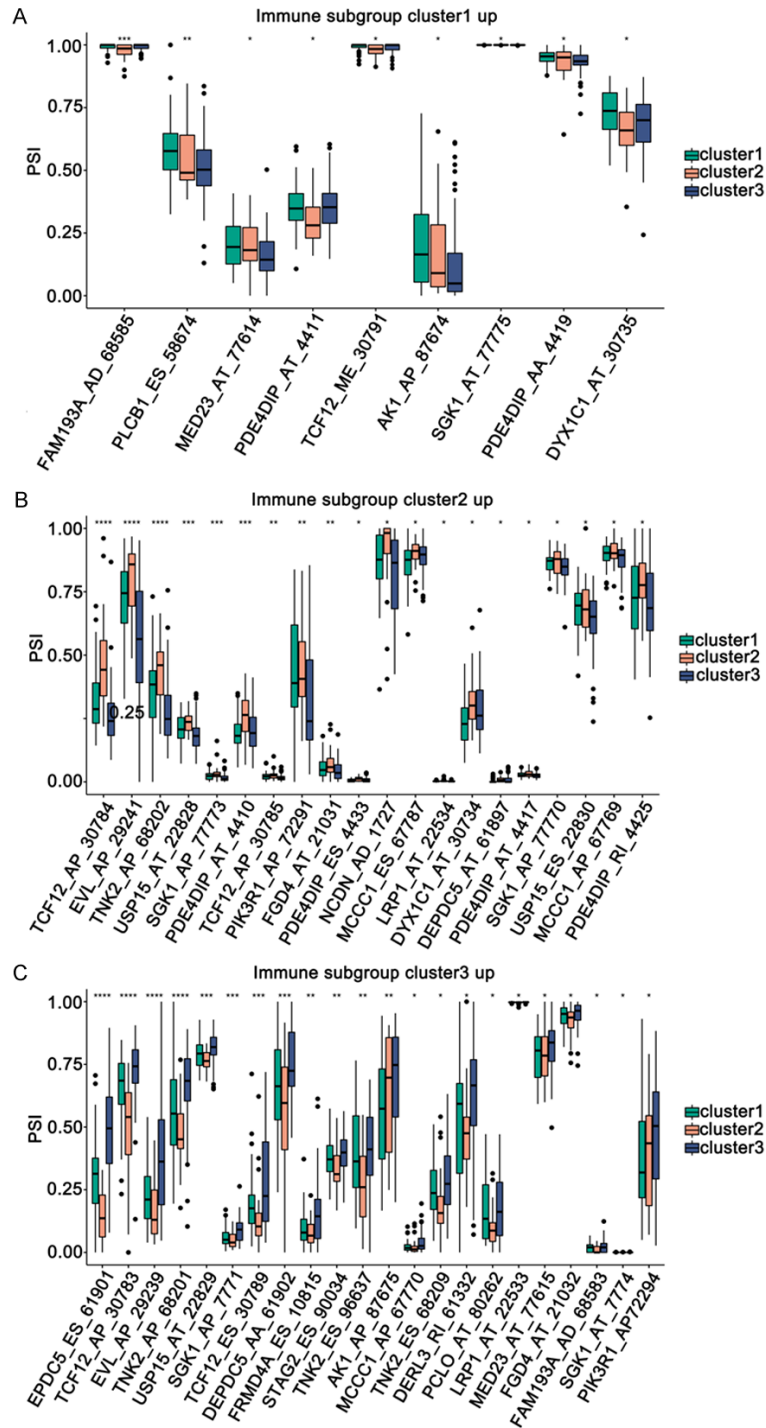 A
Immune subgroup cluster1 up
*** ** * * * * * * *
1.00
0.75
0.50
0.25
0.00
PSI
cluster1
cluster2
cluster3
FAM193A_AD_68585
PLCB1_ES_58674
MED23_AT_77614
PDE4DIP_AT_4411
TCF12_ME_30791
AK1_AP_87674
SGK1_AT_77775
PDE4DIP_AA_4419
DYX1C1_AT_30735
B
Immune subgroup cluster2 up
**** **** **** *** *** *** ** ** ** * * * * * * * * * * *
1.00
0.75
0.50
0.25
0.00
PSI
cluster1
cluster2
cluster3
TCF12_AP_30784
EVL_AP_29241
TNK2_AP_68202
USP15_AT_22828
SGK1_AP_77773
PDE4DIP_AT_4410
TCF12_AP_30785
PIK3R1_AP_72291
FGD4_AT_21031
PDE4DIP_ES_4433
NCDN_AD_1727
MCCC1_ES_67787
LRP1_AT_22534
DYX1C1_AT_30734
DEPDC5_AT_61897
PDE4DIP_AT_4417
SGK1_AP_77770
USP15_ES_22830
MCCC1_AP_67769
PDE4DIP_RI_4425
C
Immune subgroup cluster3 up
**** **** **** **** *** *** *** *** ** ** ** ** * * * * * * * * * *
1.00
0.75
0.50
0.25
0.00
PSI
cluster1
cluster2
cluster3
EPDC5_ES_61901
TCF12_AP_30783
EVL_AP_29239
TNK2_AP_68201
USP15_AT_22829
SGK1_AP_7771
TCF12_ES_30789
DEPDC5_AA_61902
FRMD4A_ES_10815
STAG2_ES_90034
TNK2_ES_96637
AK1_AP_87675
MCCC1_AP_67770
TNK2_ES_68209
DERL3_RI_61332
PCLO_AT_80262
LRP1_AT_22533
MED23_AT_77615
FGD4_AT_21032
FAM193A_AD_68583
SGK1_AT_7774
PIK3R1_AP72294